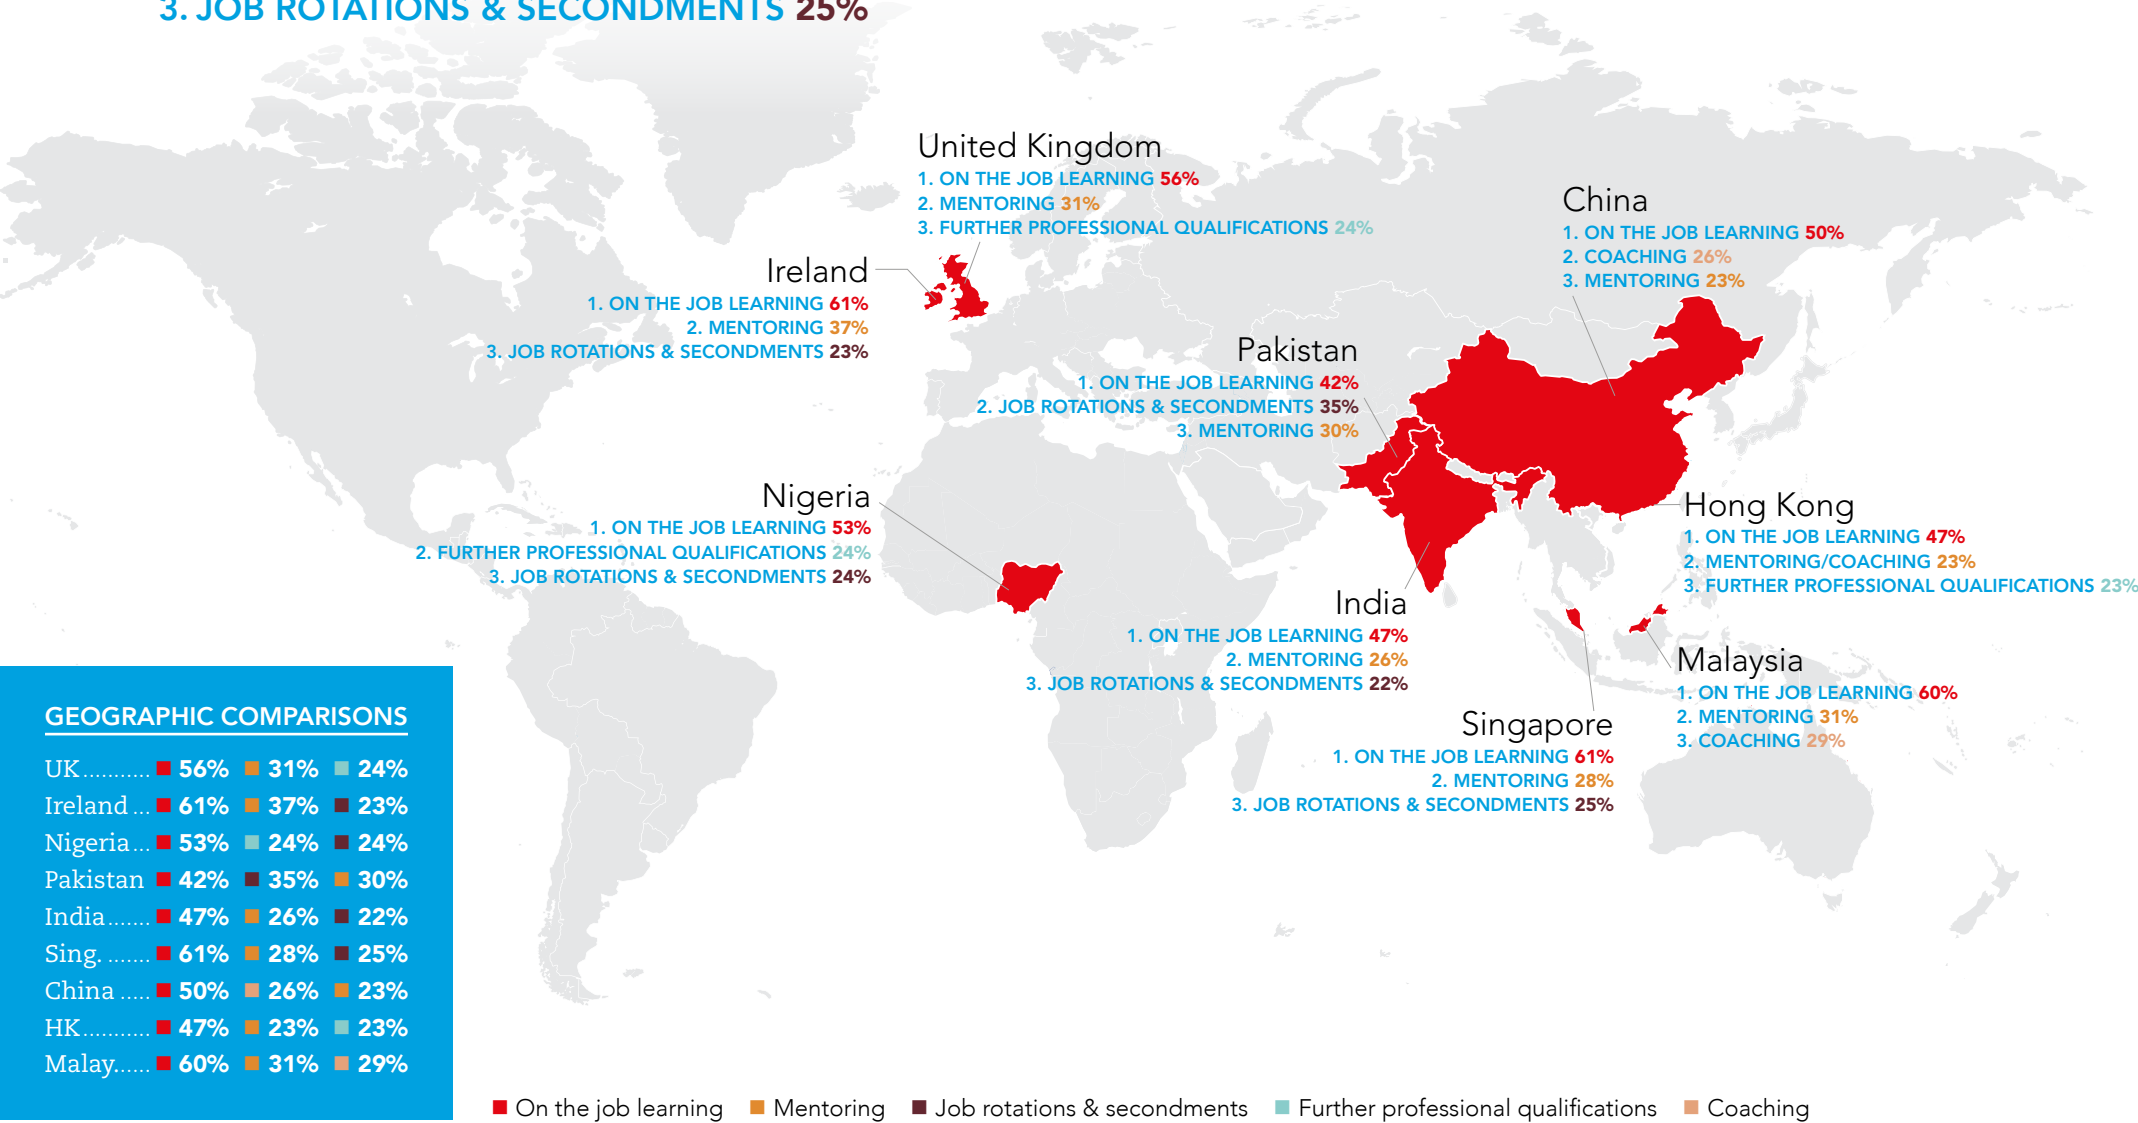 3. JOB ROTATIONS & SECONDMENTS 25%
United Kingdom
1. ON THE JOB LEARNING 56%
2. MENTORING 31%
3. FURTHER PROFESSIONAL QUALIFICATIONS 24%
China
1. ON THE JOB LEARNING 50%
2. COACHING 26%
3. MENTORING 23%
Ireland
1. ON THE JOB LEARNING 61%
2. MENTORING 37%
3. JOB ROTATIONS & SECONDMENTS 23%
Pakistan
1. ON THE JOB LEARNING 42%
2. JOB ROTATIONS & SECONDMENTS 35%
3. MENTORING 30%
Nigeria
1. ON THE JOB LEARNING 53%
2. FURTHER PROFESSIONAL QUALIFICATIONS 24%
3. JOB ROTATIONS & SECONDMENTS 24%
Hong Kong
1. ON THE JOB LEARNING 47%
2. MENTORING/COACHING 23%
3. FURTHER PROFESSIONAL QUALIFICATIONS 23%
India
1. ON THE JOB LEARNING 47%
2. MENTORING 26%
3. JOB ROTATIONS & SECONDMENTS 22%
Malaysia
1. ON THE JOB LEARNING 60%
2. MENTORING 31%
3. COACHING 29%
Singapore
1. ON THE JOB LEARNING 61%
2. MENTORING 28%
3. JOB ROTATIONS & SECONDMENTS 25%
GEOGRAPHIC COMPARISONS
UK........... 56% 31% 24%
Ireland... 61% 37% 23%
Nigeria... 53% 24% 24%
Pakistan 42% 35% 30%
India....... 47% 26% 22%
Sing. ....... 61% 28% 25%
China ..... 50% 26% 23%
HK........... 47% 23% 23%
Malay...... 60% 31% 29%
On the job learning Mentoring Job rotations & secondments Further professional qualifications Coaching